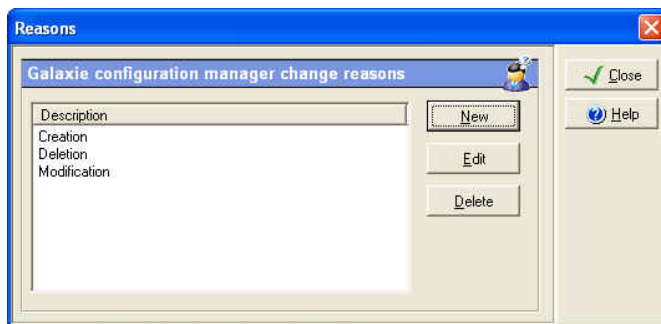 Reasons
Galaxie configuration manager change reasons
Close
Description
New
Help
Creation
Deletion
Modification
Edit
Delete